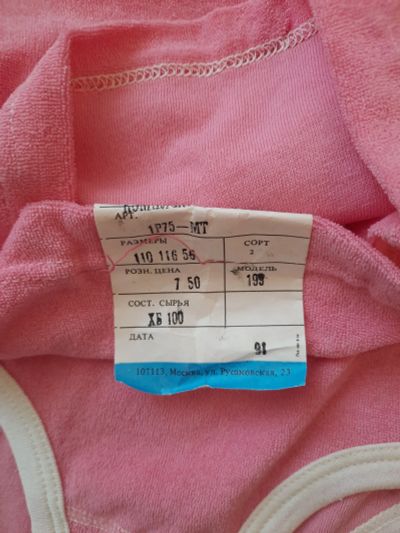 АРТ. 1Р75—МТ
РАЗМЕРЫ
110 116 56
СОРТ
2
РОЗН. ЦЕНА
7 50
МОДЕЛЬ
199
СОСТ. СЫРЬЯ
ХБ 100
ДАТА
91
107113, Москва, ул. Русаковская, 23